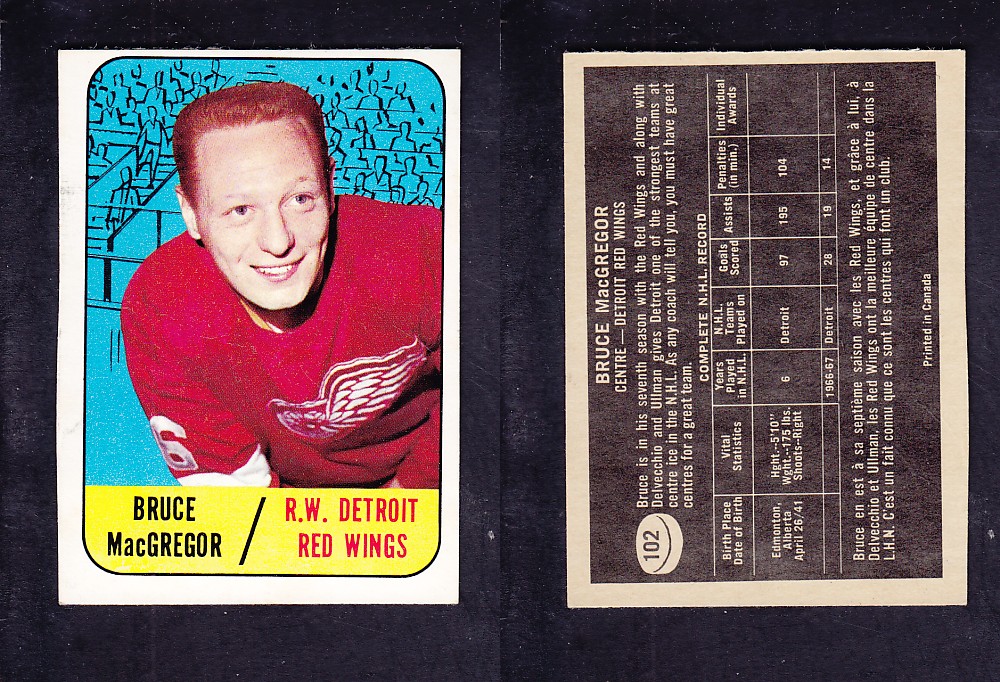 BRUCE
MacGREGOR
R.W. DETROIT
RED WINGS
6
102
BRUCE MacGREGOR
CENTRE — DETROIT RED WINGS
Bruce is in his seventh season with the Red Wings and along with
Delvecchio and Ullman gives Detroit one of the strongest teams at
centre ice in the N.H.L. As any coach will tell you, you must have great
centres for a great team.
COMPLETE N.H.L. RECORD
Birth Place Date of Birth | Vital Statistics | Years Played in N.H.L. | N.H.L. Teams Played on | Goals Scored | Assists | Penalties (in min.) | Individual Awards
Edmonton, Alberta April 26/41 | Hght.--5'10" Wght.--175 lbs. Shoots--Right | 6 | Detroit | 97 | 195 | 104
1966-67 | Detroit | 28 | 19 | 14
Bruce en est à sa septième saison avec les Red Wings, et grâce à lui, à
Delvecchio et Ullman, les Red Wings ont la meilleure équipe de centre dans la
L.H.N. C'est un fait connu que ce sont les centres qui font un club.
Printed in Canada